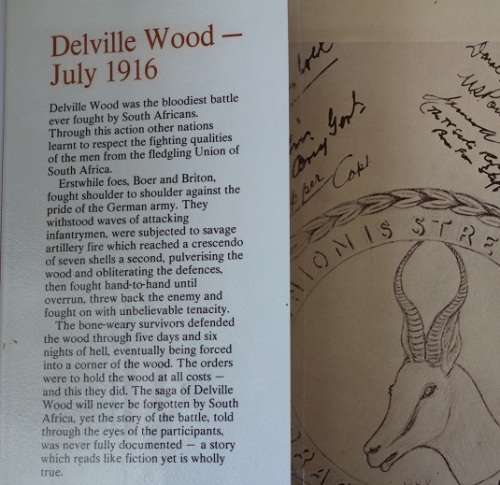 Delville Wood —
July 1916
Delville Wood was the bloodiest battle
ever fought by South Africans.
Through this action other nations
learnt to respect the fighting qualities
of the men from the fledgling Union of
South Africa.
Erstwhile foes, Boer and Briton,
fought shoulder to shoulder against the
pride of the German army. They
withstood waves of attacking
infantrymen, were subjected to savage
artillery fire which reached a crescendo
of seven shells a second, pulverising the
wood and obliterating the defences,
then fought hand-to-hand until
overrun, threw back the enemy and
fought on with unbelievable tenacity.
The bone-weary survivors defended
the wood through five days and six
nights of hell, eventually being forced
into a corner of the wood. The orders
were to hold the wood at all costs —
and this they did. The saga of Delville
Wood will never be forgotten by South
Africa, yet the story of the battle, told
through the eyes of the participants,
was never fully documented — a story
which reads like fiction yet is wholly
true.
Capt
NIONIS STRE